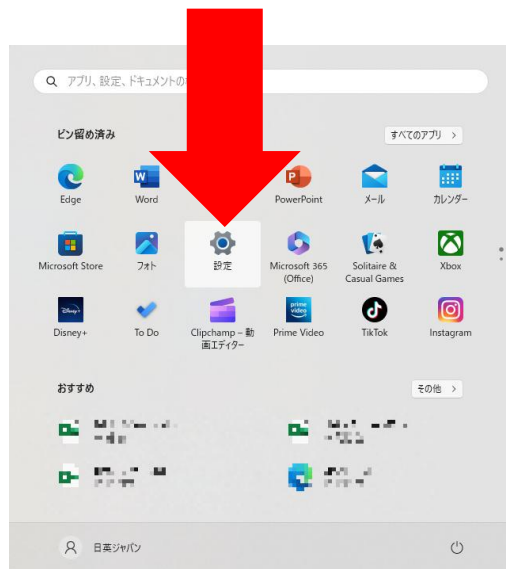 アプリ、設定、ドキュメントの
ピン留め済み
すべてのアプリ >
Edge
Word
PowerPoint
メール
カレンダー
Microsoft Store
フォト
設定
Microsoft 365
(Office)
Solitaire &
Casual Games
Xbox
Disney+
To Do
Clipchamp – 動
画エディター
prime
video
Prime Video
TikTok
Instagram
おすすめ
その他 >
日英ジャパン